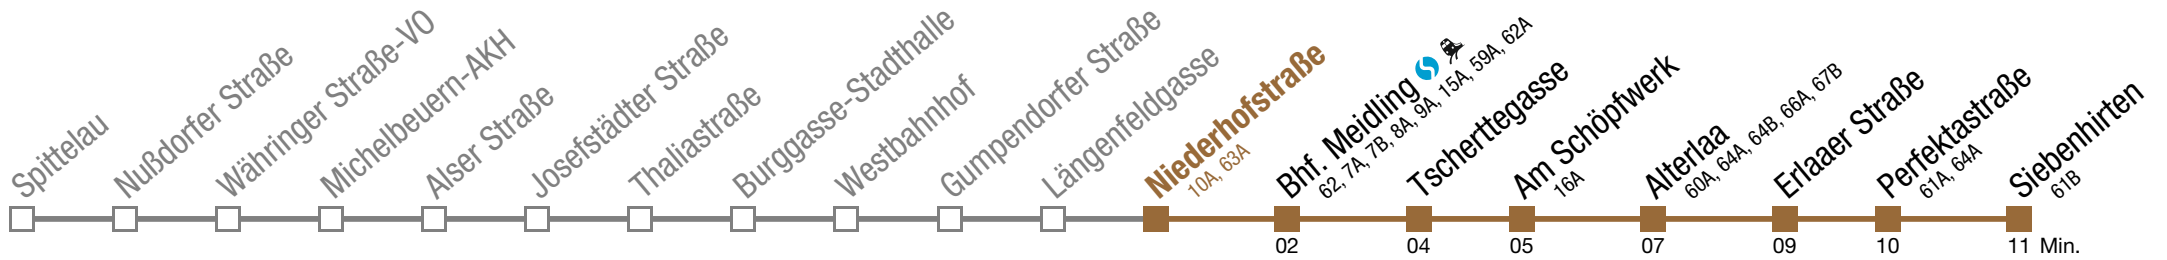 Spittelau
Nußdorfer Straße
Währinger Straße-VO
Michelbeuern-AKH
Alser Straße
Josefstädter Straße
Thaliastraße
Burggasse-Stadthalle
Westbahnhof
Gumpendorfer Straße
Längenfeldgasse
Niederhofstraße
10A, 63A
Bhf. Meidling
62, 7A, 7B, 8A, 9A, 15A, 59A, 62A
Tscherttegasse
Am Schöpfwerk
16A
Alterlaa
60A, 64A, 64B, 66A, 67B
Erlaaer Straße
Perfektastraße
61A, 64A
Siebenhirten
61B
02 04 05 07 09 10 11 Min.